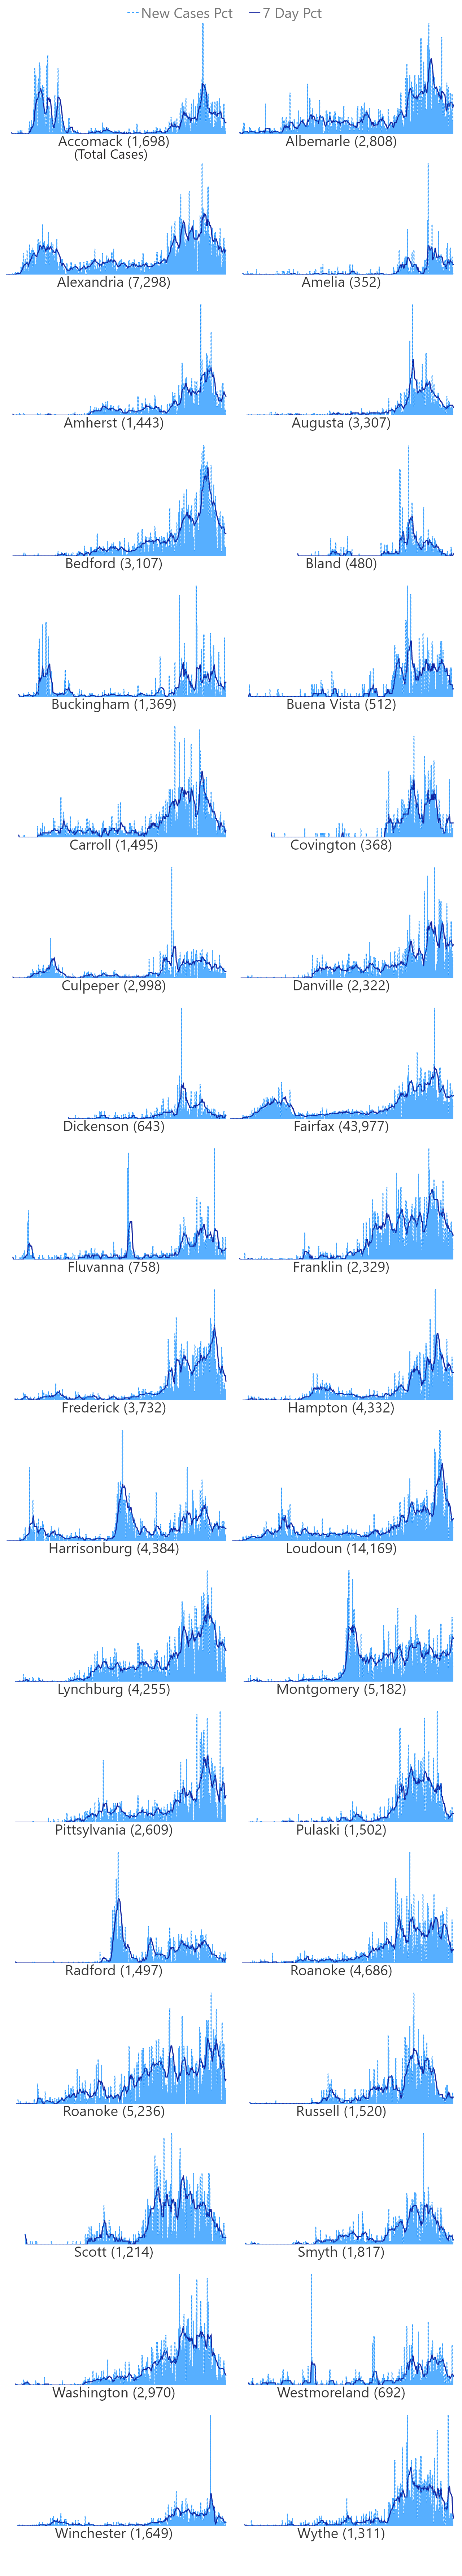 New Cases Pct 7 Day Pct
Accomack (1,698) Albemarle (2,808)
(Total Cases)
Alexandria (7,298) Amelia (352)
Amherst (1,443) Augusta (3,307)
Bedford (3,107) Bland (480)
Buckingham (1,369) Buena Vista (512)
Carroll (1,495) Covington (368)
Culpeper (2,998) Danville (2,322)
Dickenson (643) Fairfax (43,977)
Fluvanna (758) Franklin (2,329)
Frederick (3,732) Hampton (4,332)
Harrisonburg (4,384) Loudoun (14,169)
Lynchburg (4,255) Montgomery (5,182)
Pittsylvania (2,609) Pulaski (1,502)
Radford (1,497) Roanoke (4,686)
Roanoke (5,236) Russell (1,520)
Scott (1,214) Smyth (1,817)
Washington (2,970) Westmoreland (692)
Winchester (1,649) Wythe (1,311)